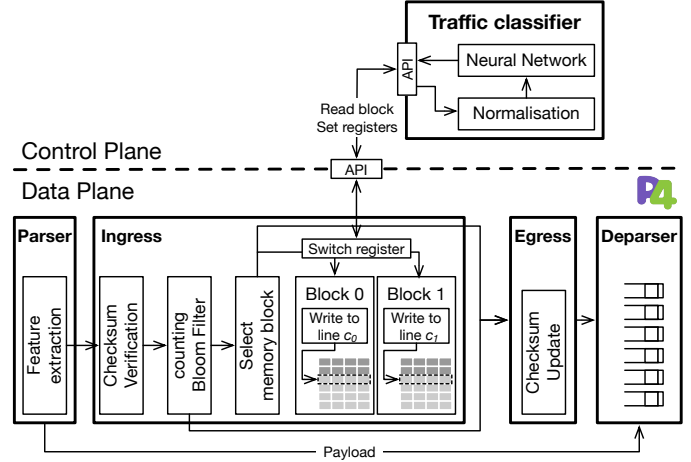 Traffic classifier
API
Neural Network
Normalisation
Read block
Set registers
Control Plane
API
Data Plane
P4
Parser
Ingress
Egress
Deparser
Switch register
Feature
extraction
Checksum
Verification
counting
Bloom Filter
Select
memory block
Block 0
Write to
line c₀
Block 1
Write to
line c₁
Checksum
Update
Payload